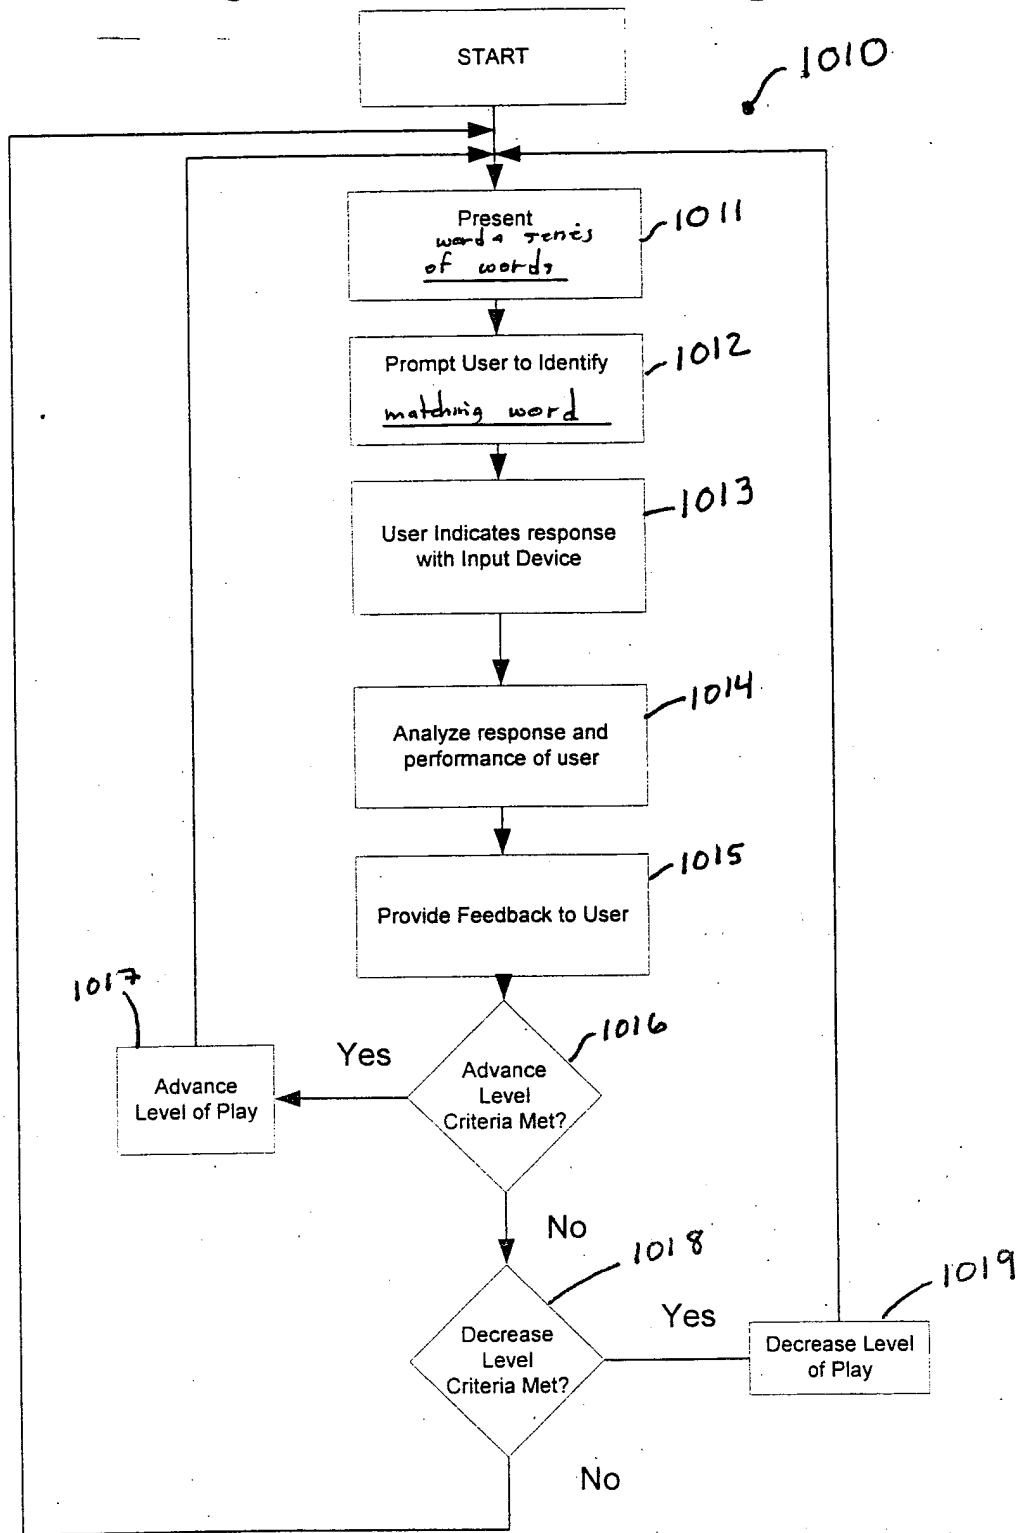 START
1010
Present
word & series
of words
1011
Prompt User to Identify
matching word
1012
User Indicates response
with Input Device
1013
Analyze response and
performance of user
1014
Provide Feedback to User
1015
Advance
Level
Criteria Met?
1016
Yes
Advance
Level of Play
1017
No
Decrease
Level
Criteria Met?
1018
Yes
Decrease Level
of Play
1019
No